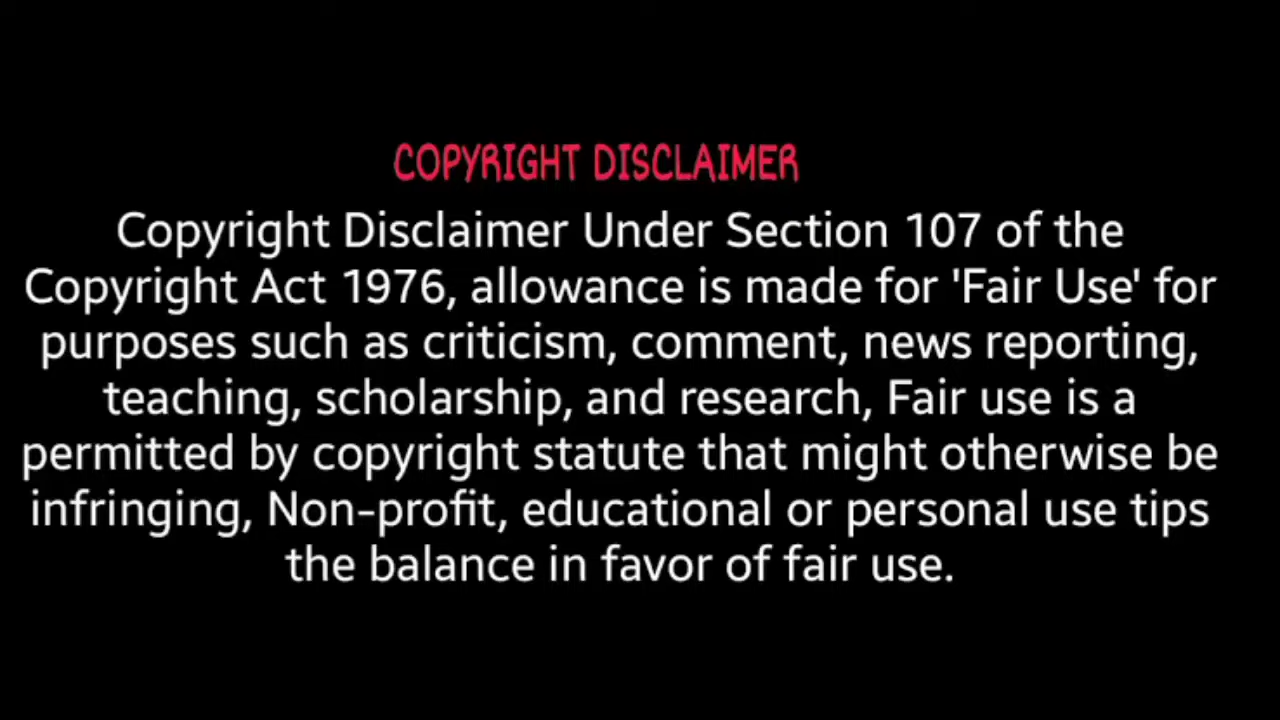 COPYRIGHT DISCLAIMER
Copyright Disclaimer Under Section 107 of the
Copyright Act 1976, allowance is made for 'Fair Use' for
purposes such as criticism, comment, news reporting,
teaching, scholarship, and research, Fair use is a
permitted by copyright statute that might otherwise be
infringing, Non-profit, educational or personal use tips
the balance in favor of fair use.